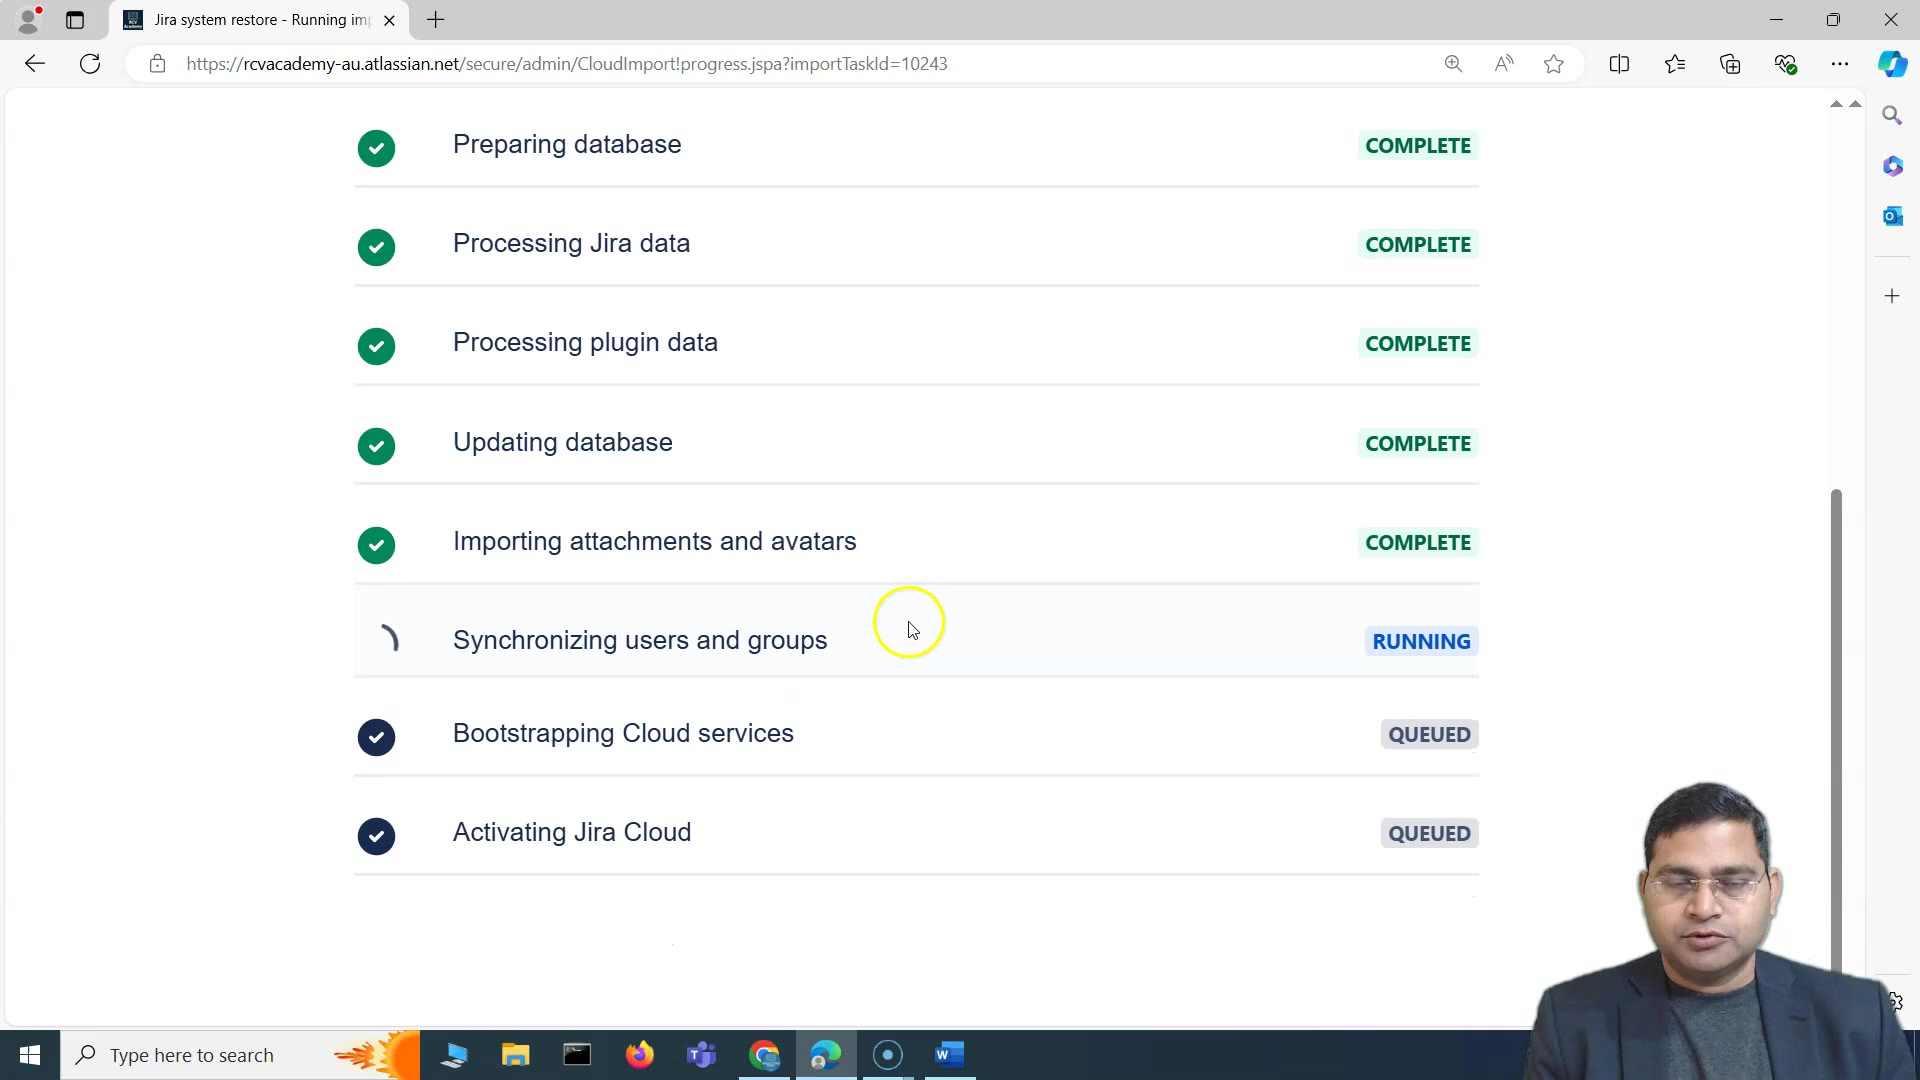 Jira system restore - Running imp
https://rcvacademy-au.atlassian.net/secure/admin/CloudImport!progress.jspa?importTaskId=10243
Preparing database COMPLETE
Processing Jira data COMPLETE
Processing plugin data COMPLETE
Updating database COMPLETE
Importing attachments and avatars COMPLETE
Synchronizing users and groups RUNNING
Bootstrapping Cloud services QUEUED
Activating Jira Cloud QUEUED
Type here to search